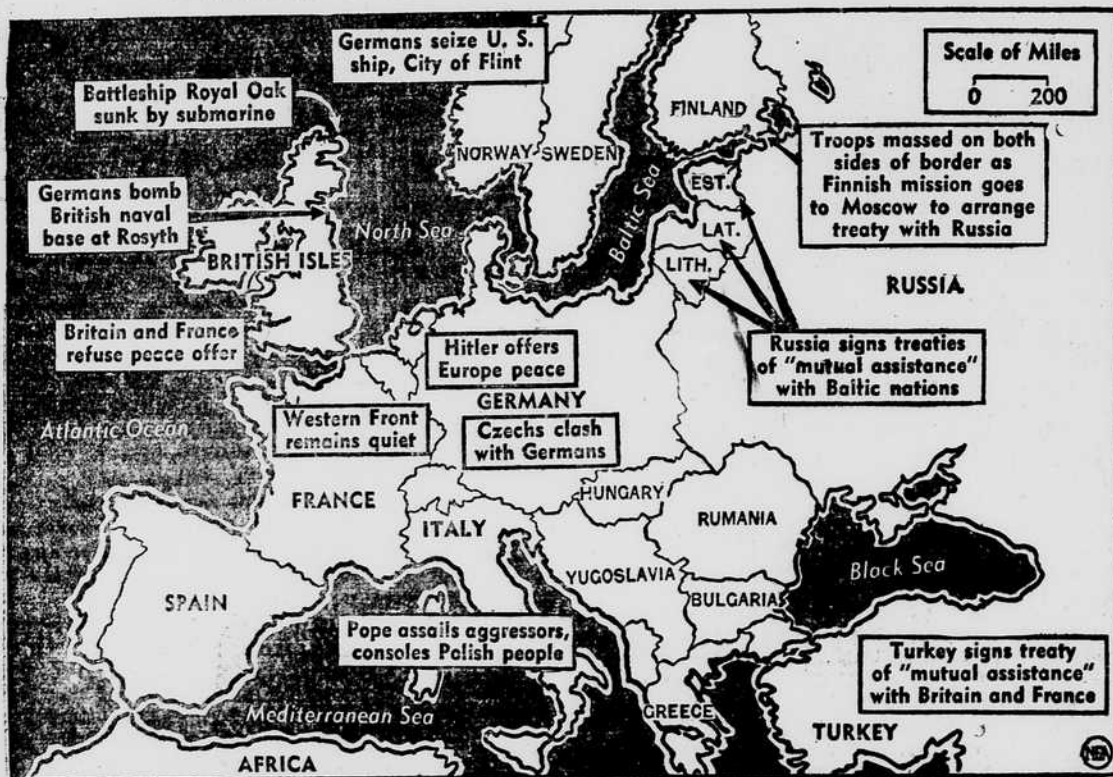 Germans seize U. S.
ship, City of Flint
Scale of Miles
0 200
Battleship Royal Oak
sunk by submarine
FINLAND
NORWAY
SWEDEN
Troops massed on both
sides of border as
Finnish mission goes
to Moscow to arrange
treaty with Russia
Germans bomb
British naval
base at Rosyth
North Sea
Baltic Sea
EST.
LAT.
LITH.
BRITISH ISLES
RUSSIA
Britain and France
refuse peace offer
Hitler offers
Europe peace
Russia signs treaties
of "mutual assistance"
with Baltic nations
GERMANY
Western Front
remains quiet
Czechs clash
with Germans
Atlantic Ocean
FRANCE
HUNGARY
ITALY
RUMANIA
YUGOSLAVIA
Black Sea
SPAIN
BULGARIA
Pope assails aggressors,
consoles Polish people
Turkey signs treaty
of "mutual assistance"
with Britain and France
Mediterranean Sea
GREECE
TURKEY
AFRICA
NEA